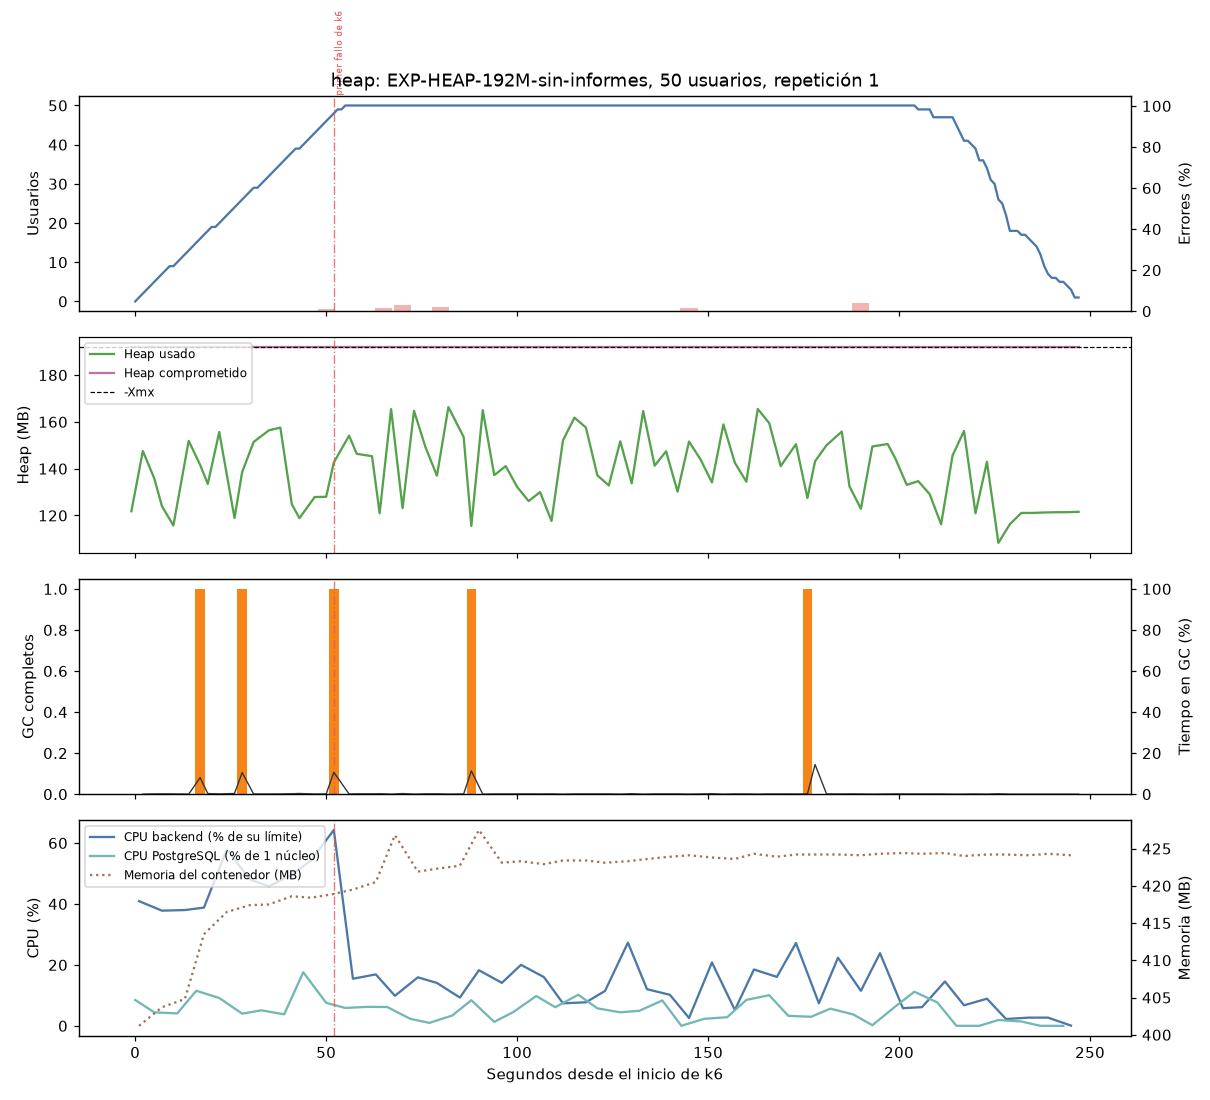 primer fallo de k6
heap: EXP-HEAP-192M-sin-informes, 50 usuarios, repetición 1
Usuarios
50
40
30
20
10
0
100
80
60
40
20
0
Errores (%)
Heap (MB)
180
160
140
120
Heap usado
Heap comprometido
-Xmx
GC completos
1.0
0.8
0.6
0.4
0.2
0.0
100
80
60
40
20
0
Tiempo en GC (%)
CPU (%)
60
40
20
0
CPU backend (% de su límite)
CPU PostgreSQL (% de 1 núcleo)
Memoria del contenedor (MB)
425
420
415
410
405
400
Memoria (MB)
0
50
100
150
200
250
Segundos desde el inicio de k6